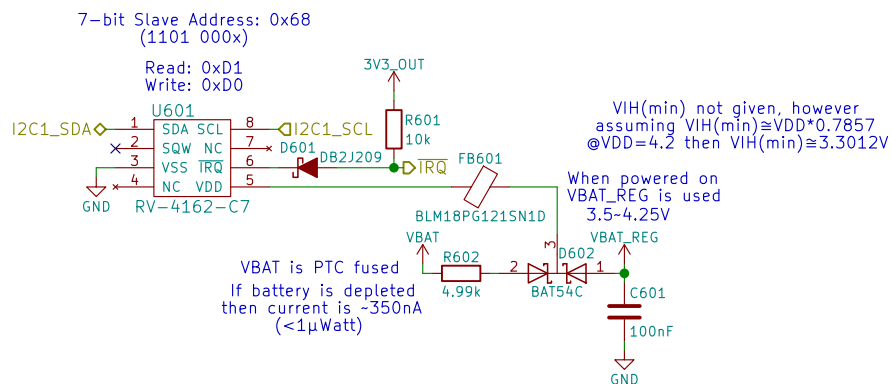 7-bit Slave Address: 0x68
(1101 000x)
Read: 0xD1
Write: 0xD0
3V3_OUT
U601
I2C1_SDA
1
SDA
SCL
8
I2C1_SCL
R601
10k
2
SQW
NC
7
D601
3
VSS
IRQ
6
DB2J209
IRQ
4
NC
VDD
5
GND
RV-4162-C7
FB601
BLM18PG121SN1D
VIH(min) not given, however
assuming VIH(min)≅VDD*0.7857
@VDD=4.2 then VIH(min)≅3.3012V
When powered on
VBAT_REG is used
3.5~4.25V
VBAT
VBAT_REG
3
D602
R602
4.99k
2
1
BAT54C
C601
100nF
GND
VBAT is PTC fused
If battery is depleted
then current is ~350nA
(<1µWatt)